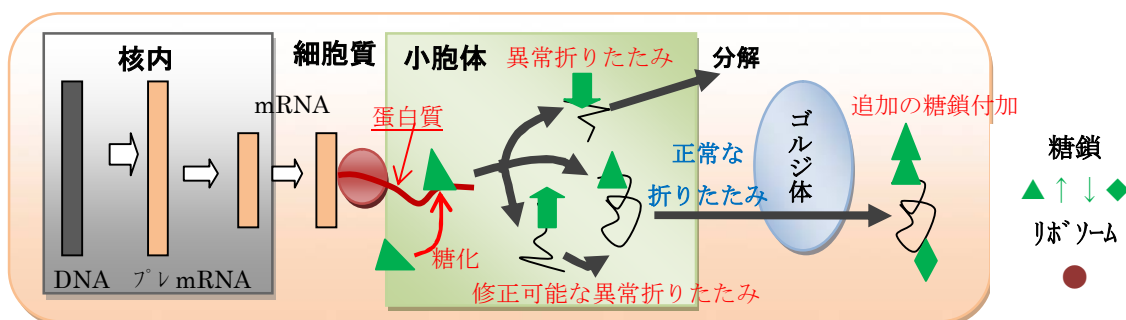 核内
細胞質
小胞体
異常折りたたみ
分解
mRNA
蛋白質
ゴルジ体
追加の糖鎖付加
正常な
折りたたみ
糖鎖
▲↑↓◆
ﾘﾎﾞｿｰﾑ
糖化
DNA
ﾌﾟﾚmRNA
修正可能な異常折りたたみ